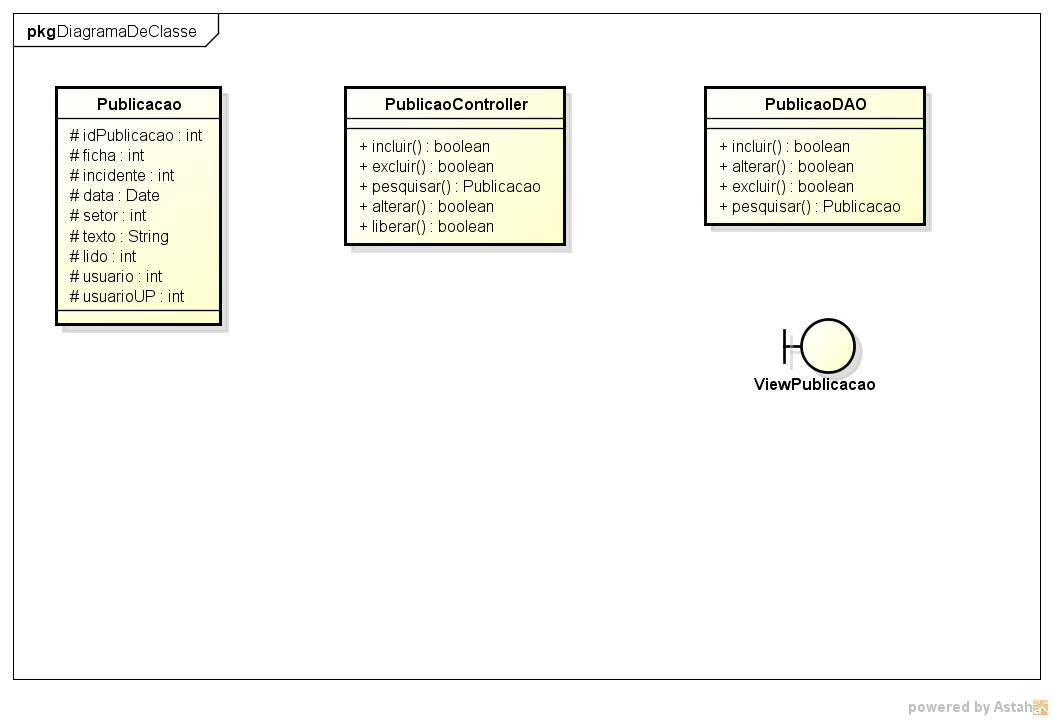 pkg DiagramaDeClasse
Publicacao
# idPublicacao : int
# ficha : int
# incidente : int
# data : Date
# setor : int
# texto : String
# lido : int
# usuario : int
# usuarioUP : int
PublicaoController
+ incluir() : boolean
+ excluir() : boolean
+ pesquisar() : Publicacao
+ alterar() : boolean
+ liberar() : boolean
PublicaoDAO
+ incluir() : boolean
+ alterar() : boolean
+ excluir() : boolean
+ pesquisar() : Publicacao
ViewPublicacao
powered by Astah